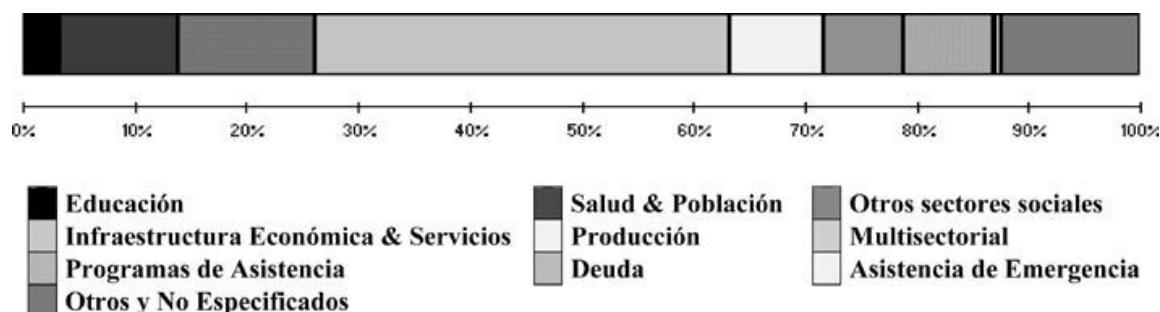 0% 10% 20% 30% 40% 50% 60% 70% 80% 90% 100%
Educación Salud & Población Otros sectores sociales
Infraestructura Económica & Servicios Producción Multisectorial
Programas de Asistencia Deuda Asistencia de Emergencia
Otros y No Especificados